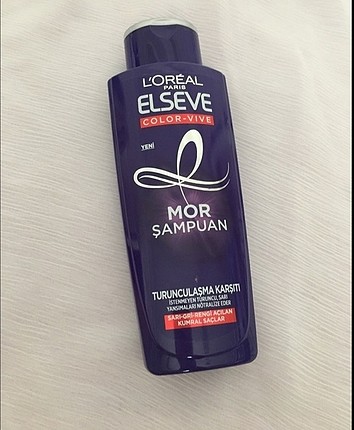 L'ORÉAL
PARIS
ELSEVE
COLOR-VIVE
YENİ
MOR
ŞAMPUAN
TURUNCULAŞMA KARŞITI
İSTENMEYEN TURUNCU, SARI
YANSIMALARI NÖTRALİZE EDER
SARI-GRİ-RENGİ AÇILAN
KUMRAL SAÇLAR